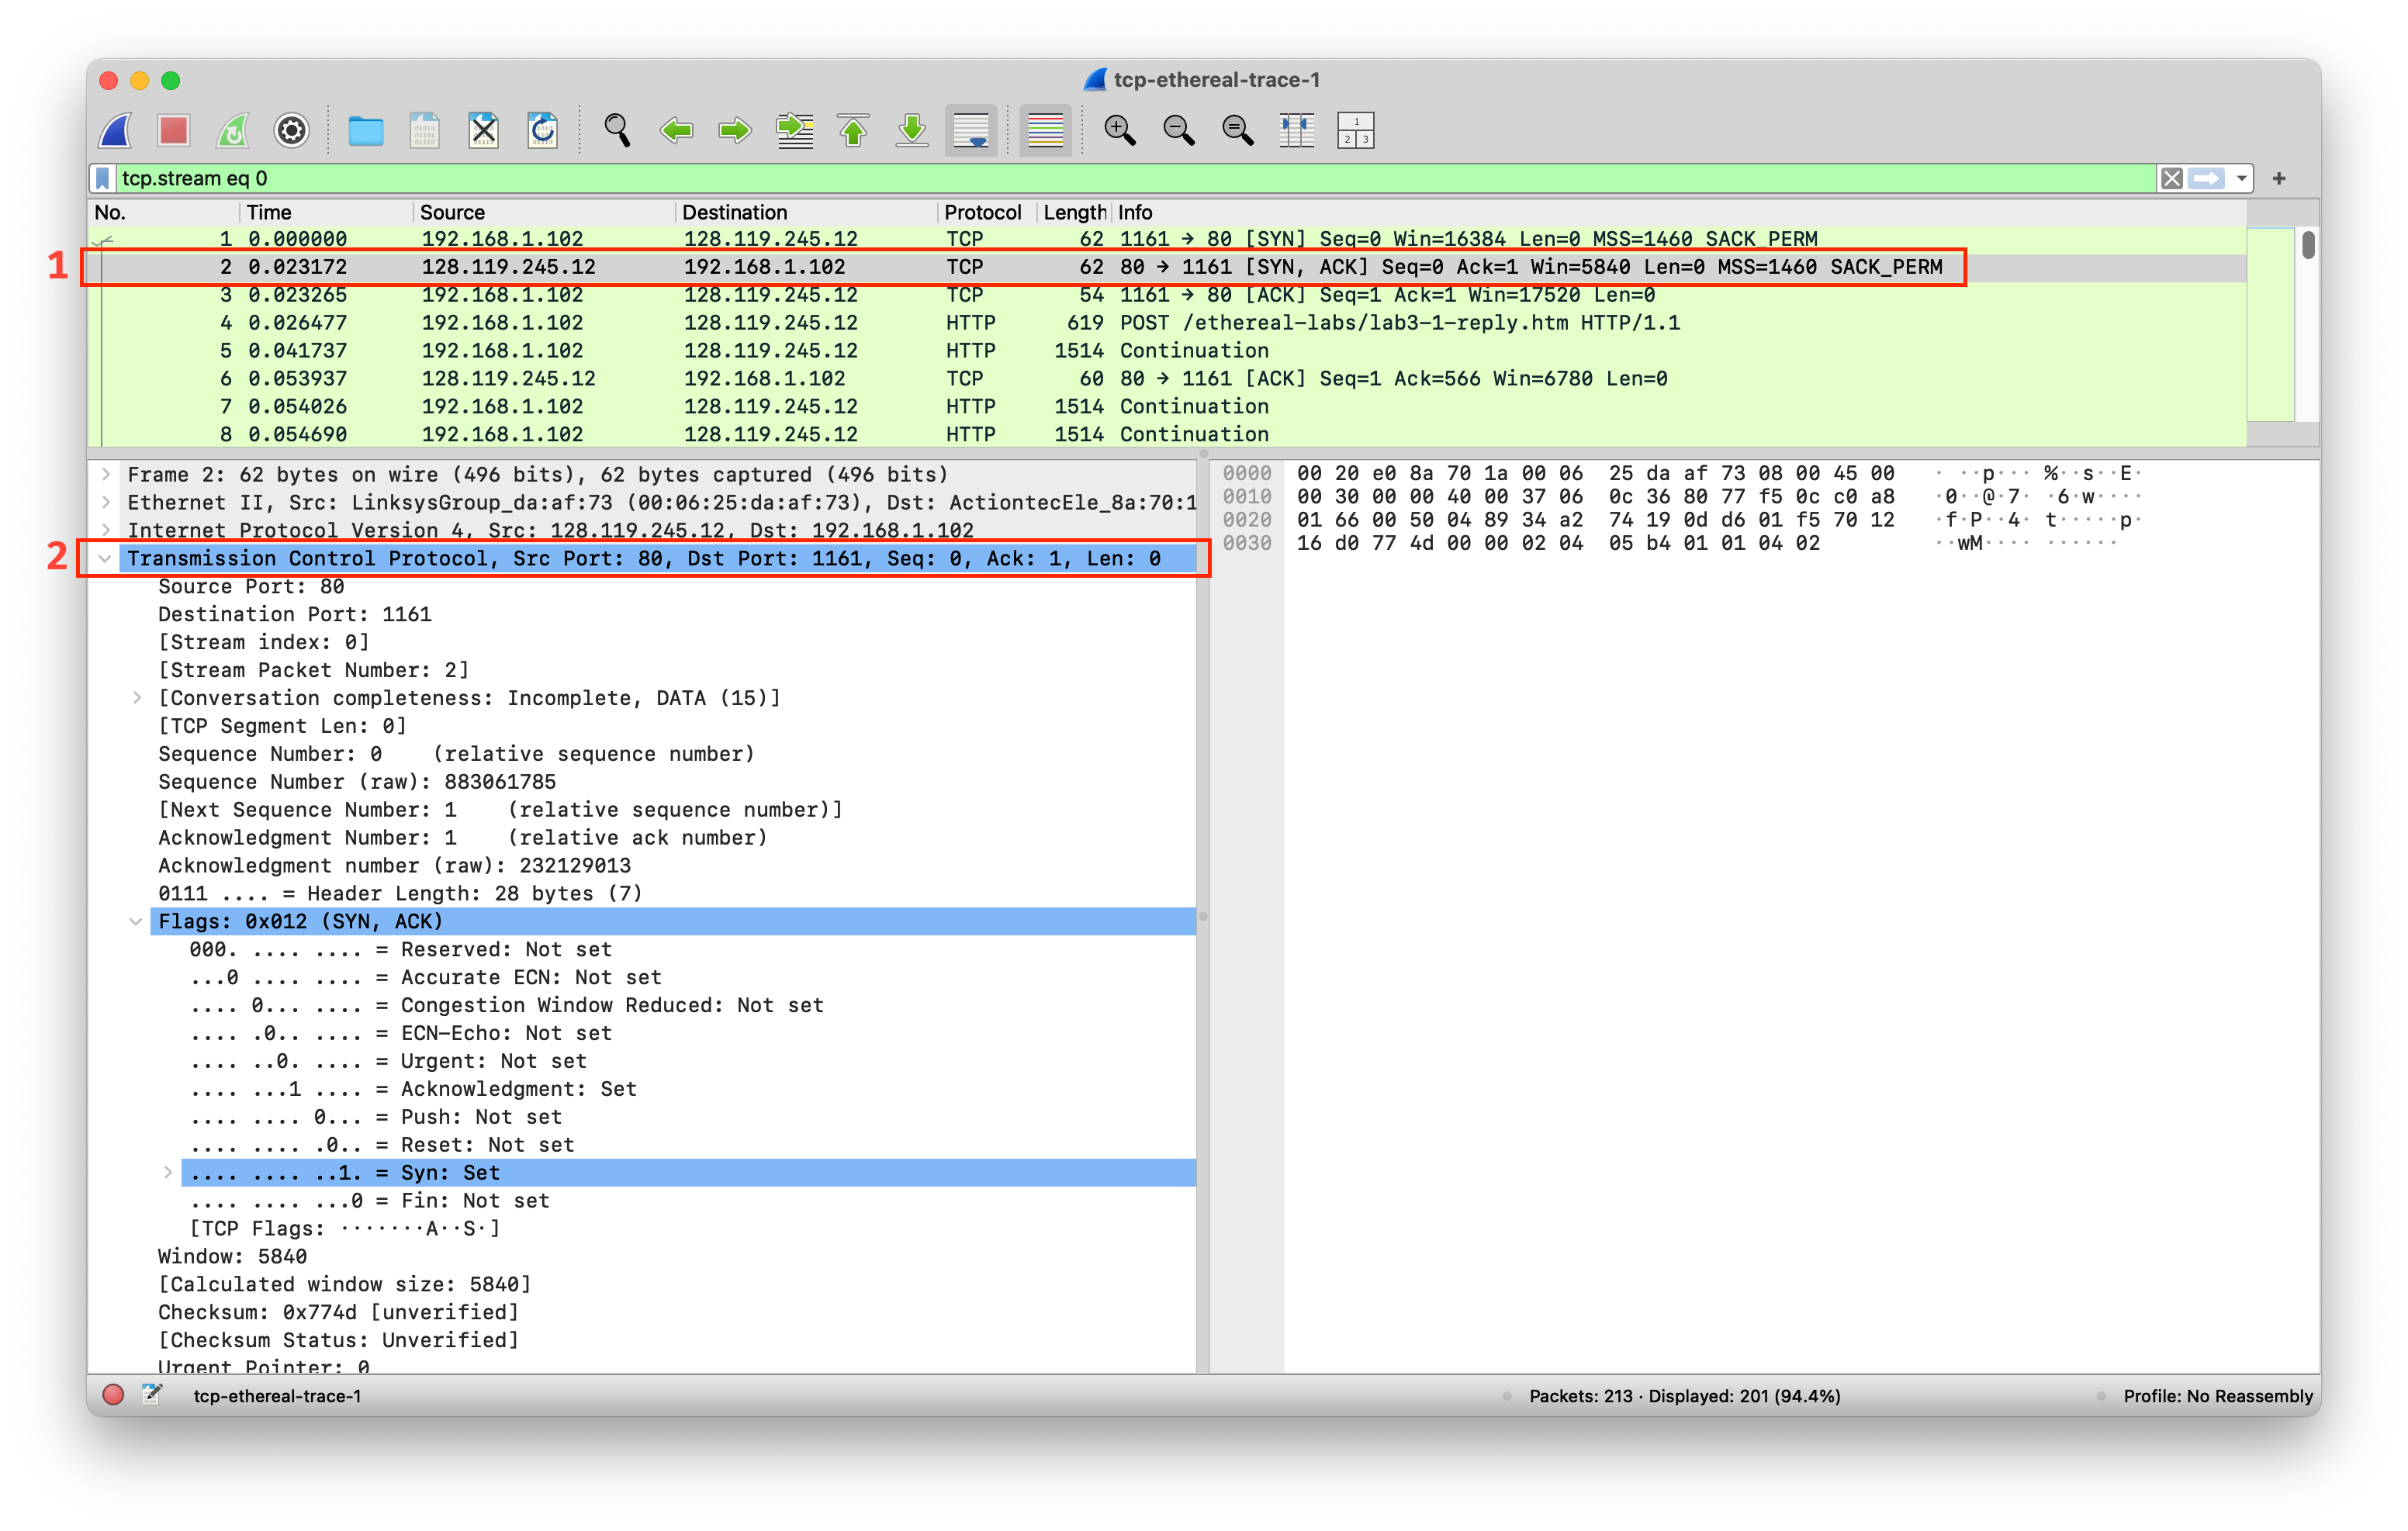 tcp-ethereal-trace-1
tcp.stream eq 0
No. Time Source Destination Protocol Length Info
1 0.000000 192.168.1.102 128.119.245.12 TCP 62 1161 → 80 [SYN] Seq=0 Win=16384 Len=0 MSS=1460 SACK_PERM
1
2 0.023172 128.119.245.12 192.168.1.102 TCP 62 80 → 1161 [SYN, ACK] Seq=0 Ack=1 Win=5840 Len=0 MSS=1460 SACK_PERM
3 0.023265 192.168.1.102 128.119.245.12 TCP 54 1161 → 80 [ACK] Seq=1 Ack=1 Win=17520 Len=0
4 0.026477 192.168.1.102 128.119.245.12 HTTP 619 POST /ethereal-labs/lab3-1-reply.htm HTTP/1.1
5 0.041737 192.168.1.102 128.119.245.12 HTTP 1514 Continuation
6 0.053937 128.119.245.12 192.168.1.102 TCP 60 80 → 1161 [ACK] Seq=1 Ack=566 Win=6780 Len=0
7 0.054026 192.168.1.102 128.119.245.12 HTTP 1514 Continuation
8 0.054690 192.168.1.102 128.119.245.12 HTTP 1514 Continuation
Frame 2: 62 bytes on wire (496 bits), 62 bytes captured (496 bits)
Ethernet II, Src: LinksysGroup_da:af:73 (00:06:25:da:af:73), Dst: ActiontecEle_8a:70:1
Internet Protocol Version 4, Src: 128.119.245.12, Dst: 192.168.1.102
2
Transmission Control Protocol, Src Port: 80, Dst Port: 1161, Seq: 0, Ack: 1, Len: 0
Source Port: 80
Destination Port: 1161
[Stream index: 0]
[Stream Packet Number: 2]
[Conversation completeness: Incomplete, DATA (15)]
[TCP Segment Len: 0]
Sequence Number: 0 (relative sequence number)
Sequence Number (raw): 883061785
[Next Sequence Number: 1 (relative sequence number)]
Acknowledgment Number: 1 (relative ack number)
Acknowledgment number (raw): 232129013
0111 .... = Header Length: 28 bytes (7)
Flags: 0x012 (SYN, ACK)
000. .... .... = Reserved: Not set
...0 .... .... = Accurate ECN: Not set
.... 0... .... = Congestion Window Reduced: Not set
.... .0.. .... = ECN-Echo: Not set
.... ..0. .... = Urgent: Not set
.... ...1 .... = Acknowledgment: Set
.... .... 0... = Push: Not set
.... .... .0.. = Reset: Not set
.... .... ..1. = Syn: Set
.... .... ...0 = Fin: Not set
[TCP Flags: ·······A··S·]
Window: 5840
[Calculated window size: 5840]
Checksum: 0x774d [unverified]
[Checksum Status: Unverified]
Urgent Pointer: 0
0000 00 20 e0 8a 70 1a 00 06 25 da af 73 08 00 45 00 · ··p··· %··s··E·
0010 00 30 00 00 40 00 37 06 0c 36 80 77 f5 0c c0 a8 ·0··@·7· ·6·w····
0020 01 66 00 50 04 89 34 a2 74 19 0d d6 01 f5 70 12 ·f·P··4· t·····p·
0030 16 d0 77 4d 00 00 02 04 05 b4 01 01 04 02 ··wM···· ······
tcp-ethereal-trace-1
Packets: 213 · Displayed: 201 (94.4%)
Profile: No Reassembly